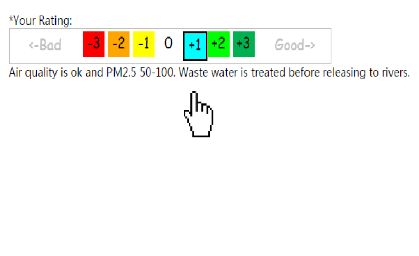 *Your Rating:
<-Bad -3 -2 -1 0 +1 +2 +3 Good->
Air quality is ok and PM2.5 50-100. Waste water is treated before releasing to rivers.